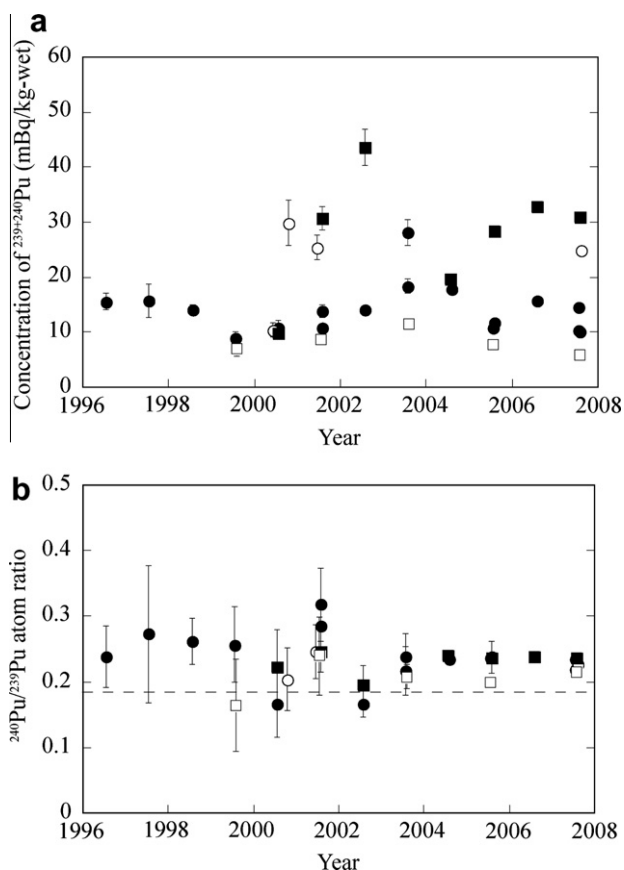 a
Concentration of ²³⁹⁺²⁴⁰Pu (mBq/kg-wet)
60
50
40
30
20
10
0
1996 1998 2000 2002 2004 2006 2008
Year
b
²⁴⁰Pu/²³⁹Pu atom ratio
0.5
0.4
0.3
0.2
0.1
0
1996 1998 2000 2002 2004 2006 2008
Year